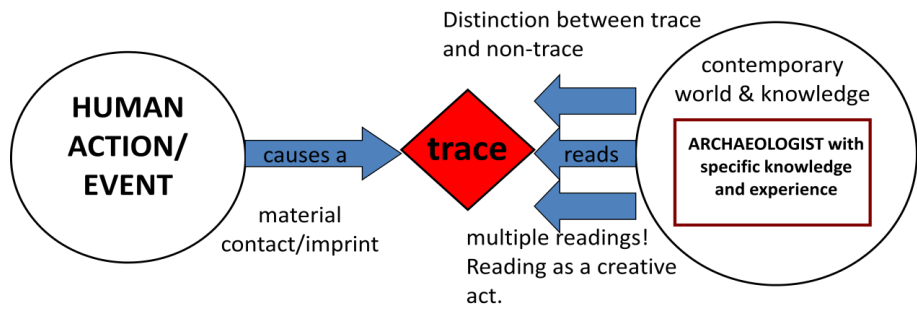 HUMAN
ACTION/
EVENT
causes a
material
contact/imprint
trace
Distinction between trace
and non-trace
reads
multiple readings!
Reading as a creative
act.
contemporary
world & knowledge
ARCHAEOLOGIST with
specific knowledge
and experience